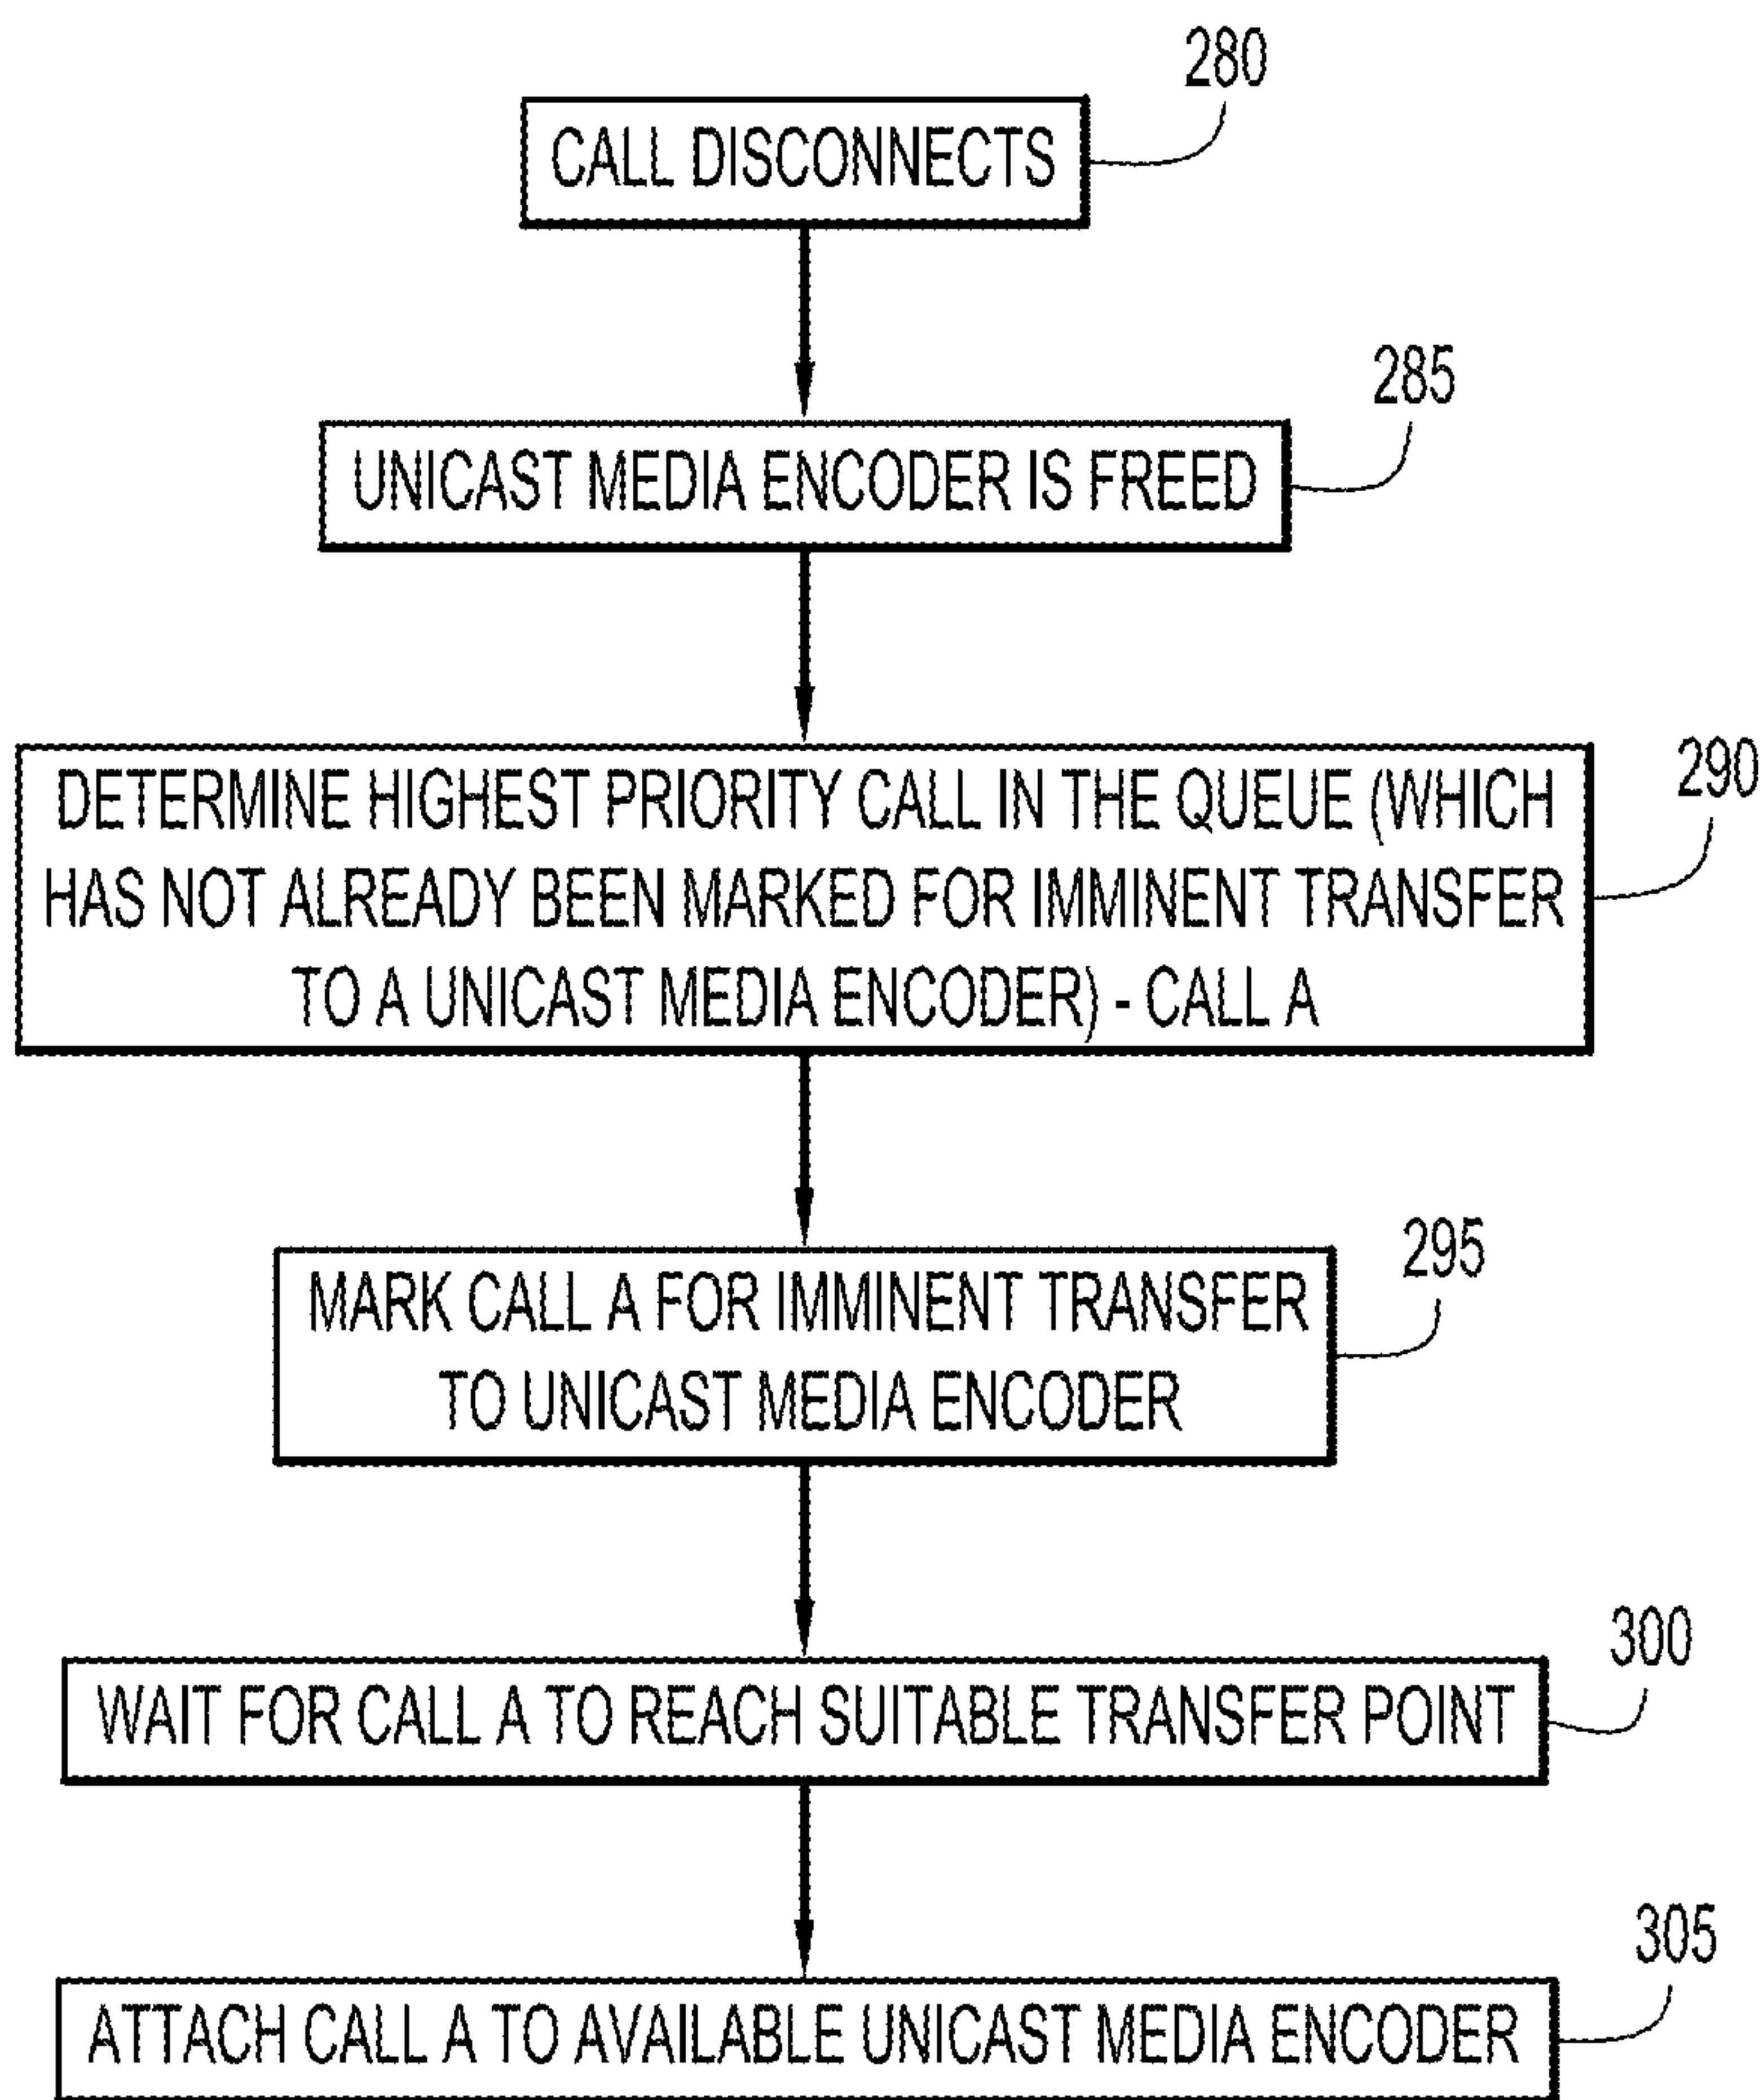 280
CALL DISCONNECTS
285
UNICAST MEDIA ENCODER IS FREED
290
DETERMINE HIGHEST PRIORITY CALL IN THE QUEUE (WHICH
HAS NOT ALREADY BEEN MARKED FOR IMMINENT TRANSFER
TO A UNICAST MEDIA ENCODER) - CALL A
295
MARK CALL A FOR IMMINENT TRANSFER
TO UNICAST MEDIA ENCODER
300
WAIT FOR CALL A TO REACH SUITABLE TRANSFER POINT
305
ATTACH CALL A TO AVAILABLE UNICAST MEDIA ENCODER